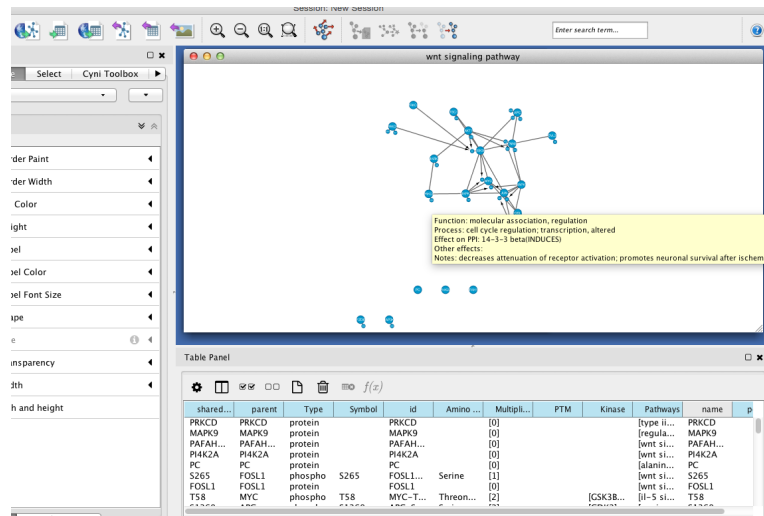 Session: New Session
Enter search term...
Select Cyni Toolbox
wnt signaling pathway
rder Paint
rder Width
Color
ight
bel
bel Color
bel Font Size
ape
e
nsparency
dth
h and height
Function: molecular association, regulation
Process: cell cycle regulation; transcription, altered
Effect on PPI: 14-3-3 beta(INDUCES)
Other effects:
Notes: decreases attenuation of receptor activation; promotes neuronal survival after ischem
Table Panel
f(x)
shared... parent Type Symbol id Amino ... Multipli... PTM Kinase Pathways name p
PRKCD PRKCD protein PRKCD [0] [type ii... PRKCD
MAPK9 MAPK9 protein MAPK9 [0] [regula... MAPK9
PAFAH... PAFAH... protein PAFAH... [0] [wnt si... PAFAH...
PI4K2A PI4K2A protein PI4K2A [0] [wnt si... PI4K2A
PC PC protein PC [0] [alanin... PC
S265 FOSL1 phospho S265 FOSL1... Serine [1] [wnt si... S265
FOSL1 FOSL1 protein FOSL1 [0] [wnt si... FOSL1
T58 MYC phospho T58 MYC-T... Threon... [2] [GSK3B... [il-5 si... T58